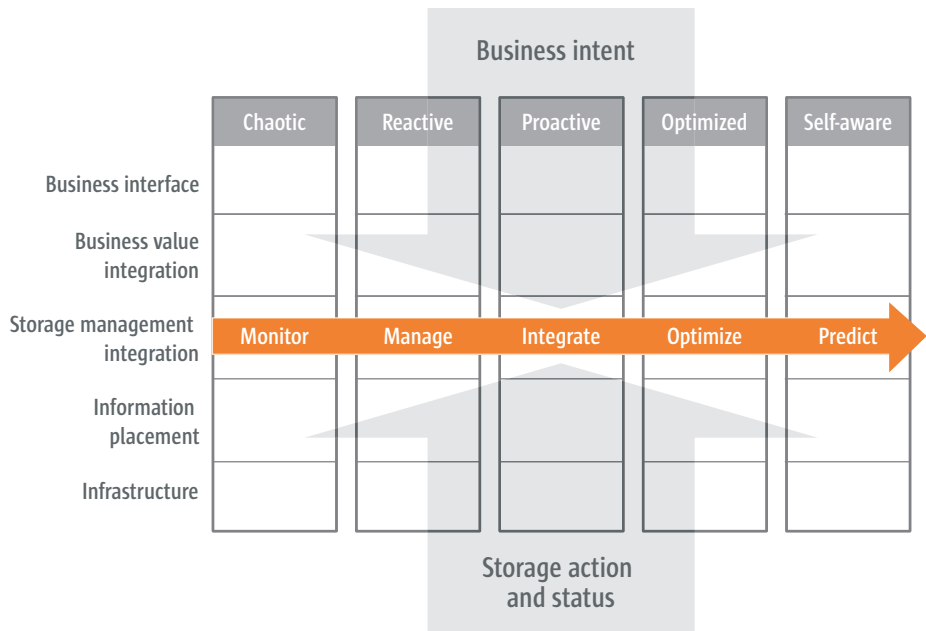 Business intent
Chaotic
Reactive
Proactive
Optimized
Self-aware
Business interface
Business value
integration
Storage management
integration
Monitor
Manage
Integrate
Optimize
Predict
Information
placement
Infrastructure
Storage action
and status